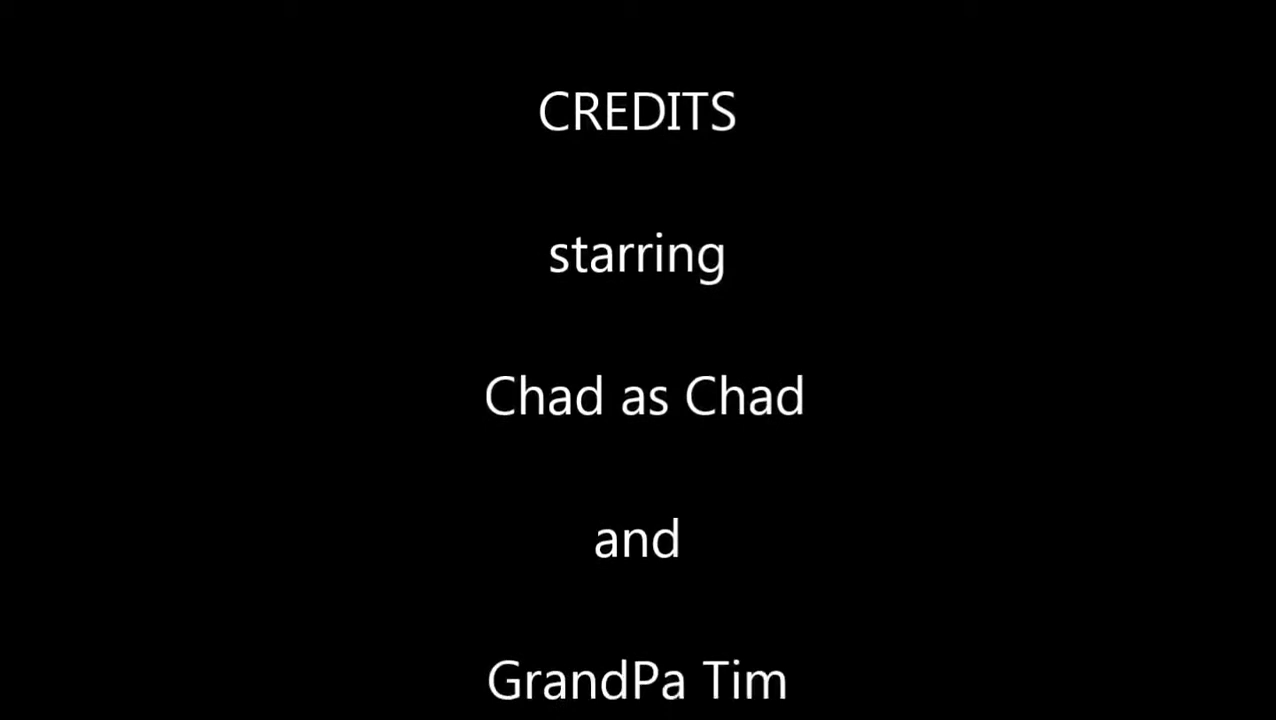 CREDITS
starring
Chad as Chad
and
GrandPa Tim